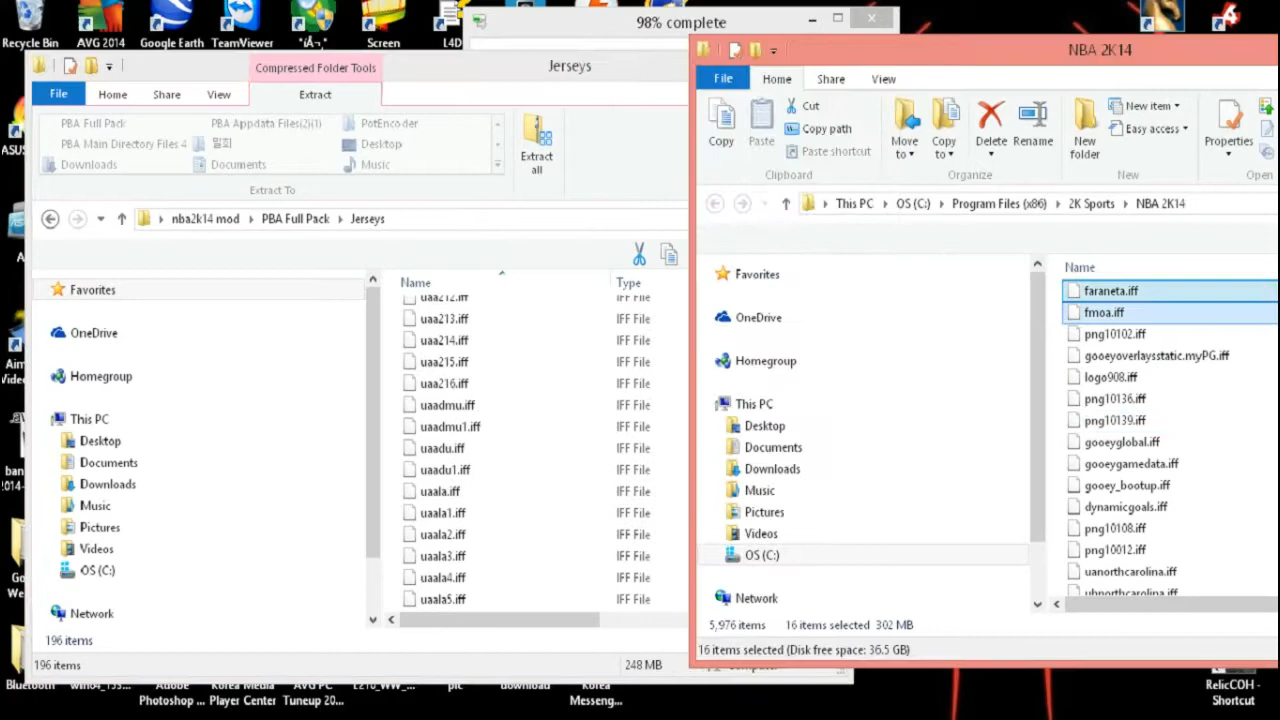 Recycle Bin
AVG 2014
Google Earth
TeamViewer
Screen
L4D
98% complete
Jerseys
Compressed Folder Tools
File
Home
Share
View
Extract
PBA Full Pack
PBA Appdata Files(2)(1)
PotEncoder
PBA Main Directory Files 4
Desktop
Downloads
Documents
Music
Extract To
Extract
all
nba2k14 mod
PBA Full Pack
Jerseys
Favorites
OneDrive
Homegroup
This PC
Desktop
Documents
Downloads
Music
Pictures
Videos
OS (C:)
Network
Name
Type
uaa212.iff IFF File
uaa213.iff IFF File
uaa214.iff IFF File
uaa215.iff IFF File
uaa216.iff IFF File
uaadmu.iff IFF File
uaadmu1.iff IFF File
uaadu.iff IFF File
uaadu1.iff IFF File
uaala.iff IFF File
uaala1.iff IFF File
uaala2.iff IFF File
uaala3.iff IFF File
uaala4.iff IFF File
uaala5.iff IFF File
196 items
196 items
248 MB
NBA 2K14
File
Home
Share
View
Copy
Paste
Cut
Copy path
Paste shortcut
Clipboard
Move
to
Copy
to
Delete
Rename
Organize
New
folder
New item
Easy access
New
Properties
Open
This PC
OS (C:)
Program Files (x86)
2K Sports
NBA 2K14
Favorites
OneDrive
Homegroup
This PC
Desktop
Documents
Downloads
Music
Pictures
Videos
OS (C:)
Network
Name
faraneta.iff
fmoa.iff
png10102.iff
gooeyoverlaysstatic.myPG.iff
logo908.iff
png10136.iff
png10139.iff
gooeyglobal.iff
gooeygamedata.iff
gooey_bootup.iff
dynamicgoals.iff
png10108.iff
png10012.iff
uanorthcarolina.iff
uhnorthcarolina.iff
5,976 items
16 items selected 302 MB
16 items selected (Disk free space: 36.5 GB)
Bluetooth
Adobe
Photoshop ...
Korea Media
Player Center
AVG PC
Tuneup 20...
pic
download
Korea
Messeng...
RelicCOH -
Shortcut